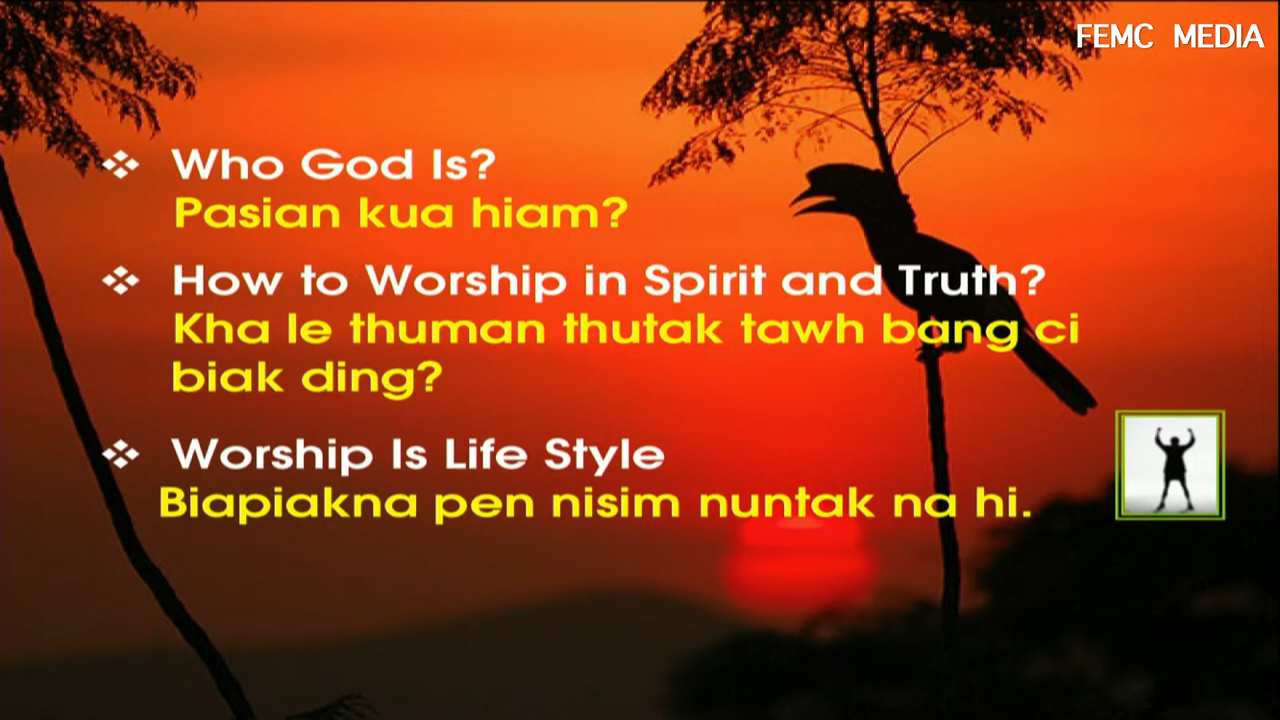 FEMC MEDIA
Who God Is?
Pasian kua hiam?
How to Worship in Spirit and Truth?
Kha le thuman thutak tawh bang ci
biak ding?
Worship Is Life Style
Biapiakna pen nisim nuntak na hi.